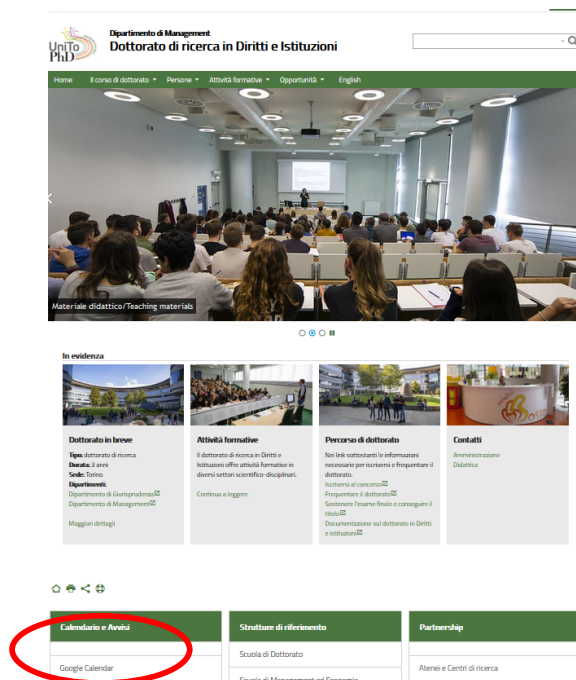 UniTo
PhD
Dipartimento di Management
Dottorato di ricerca in Diritti e Istituzioni
Home Il corso di dottorato Persone Attività formative Opportunità English
Materiale didattico/Teaching materials
In evidenza
Dottorato in breve
Tipo: dottorato di ricerca
Durata: 3 anni
Sede: Torino
Dipartimenti:
Dipartimento di Giurisprudenza
Dipartimento di Management
Maggiori dettagli
Attività formative
Il dottorato di ricerca in Diritti e
Istituzioni offre attività formative in
diversi settori scientifico-disciplinari.
Continua a leggere
Percorso di dottorato
Nei link sottostanti le informazioni
necessarie per iscriversi e frequentare il
dottorato.
Iscriversi al concorso
Frequentare il dottorato
Sostenere l'esame finale e conseguire il
titolo
Documentazione sul dottorato in Diritti
e istituzioni
Contatti
Amministrazione
Didattica
Calendario e Avvisi
Google Calendar
Strutture di riferimento
Scuola di Dottorato
Scuola di Management ed Economia
Partnership
Atenei e Centri di ricerca